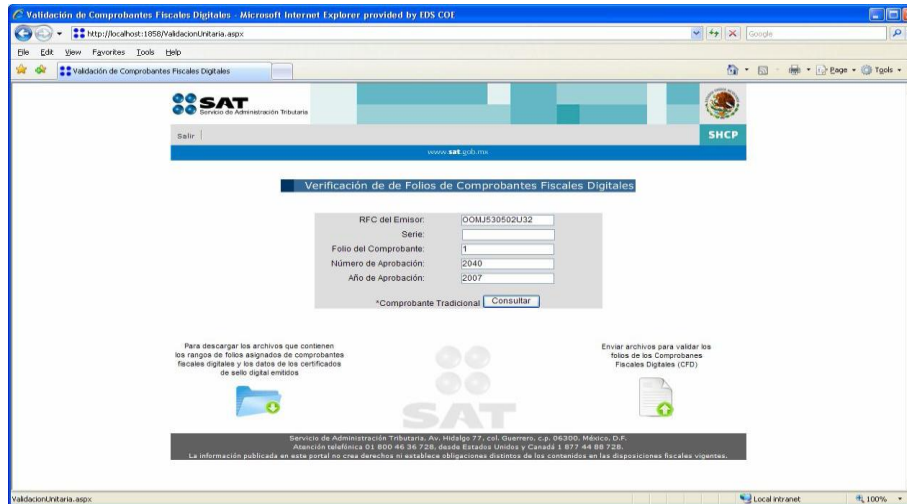 Validación de Comprobantes Fiscales Digitales - Microsoft Internet Explorer provided by EDS COE
http://localhost:1858/ValidacionUnitaria.aspx
Google
File Edit View Favorites Tools Help
Validación de Comprobantes Fiscales Digitales
Page Tools
SAT
Servicio de Administración Tributaria
Salir
SHCP
www.sat.gob.mx
Verificación de de Folios de Comprobantes Fiscales Digitales
RFC del Emisor: OOMJ530502U32
Serie:
Folio del Comprobante: 1
Número de Aprobación: 2040
Año de Aprobación: 2007
*Comprobante Tradicional Consultar
Para descargar los archivos que contienen
los rangos de folios asignados de comprobantes
fiscales digitales y los datos de los certificados
de sello digital emitidos
Enviar archivos para validar los
folios de los Comprobanes
Fiscales Digitales (CFD)
SAT
Servicio de Administración Tributaria, Av. Hidalgo 77, col. Guerrero, c.p. 06300, México, D.F.
Atención telefónica 01 800 46 36 728, desde Estados Unidos y Canadá 1 877 44 88 728.
La información publicada en este portal no crea derechos ni establece obligaciones distintos de los contenidos en las disposiciones fiscales vigentes.
ValidacionUnitaria.aspx
Local intranet
100%